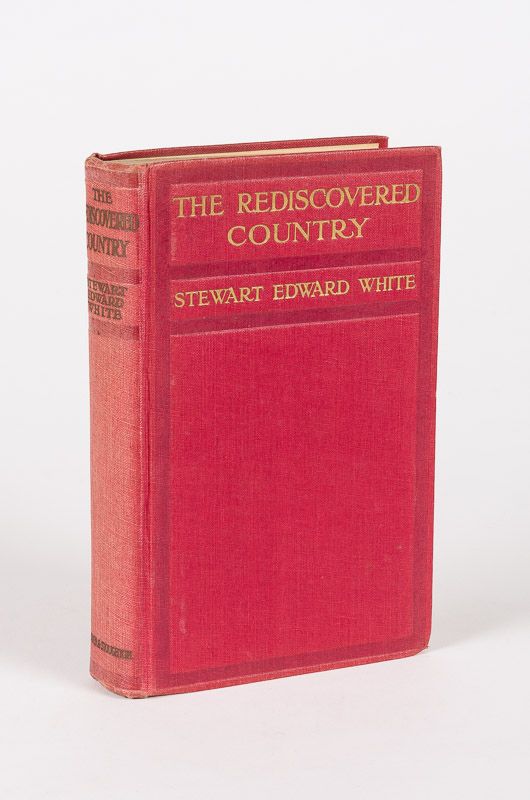 THE REDISCOVERED
COUNTRY
STEWART EDWARD WHITE
THE
REDISCOVERED
COUNTRY
STEWART
EDWARD
WHITE